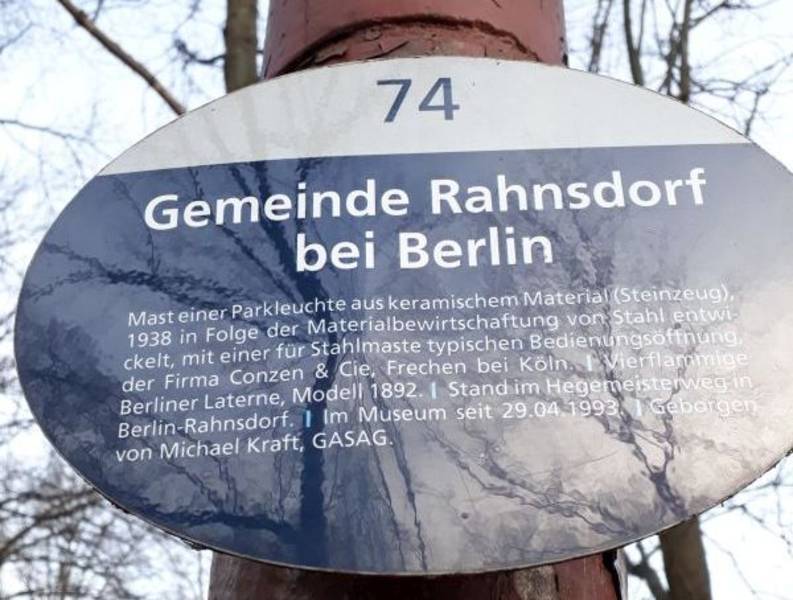 74
Gemeinde Rahnsdorf
bei Berlin
Mast einer Parkleuchte aus keramischem Material (Steinzeug),
1938 in Folge der Materialbewirtschaftung von Stahl entwi-
ckelt, mit einer für Stahlmaste typischen Bedienungsöffnung,
der Firma Conzen & Cie, Frechen bei Köln. | Vierflammige
Berliner Laterne, Modell 1892. | Stand im Hegemeisterweg in
Berlin-Rahnsdorf. | Im Museum seit 29.04.1993. | Geborgen
von Michael Kraft, GASAG.